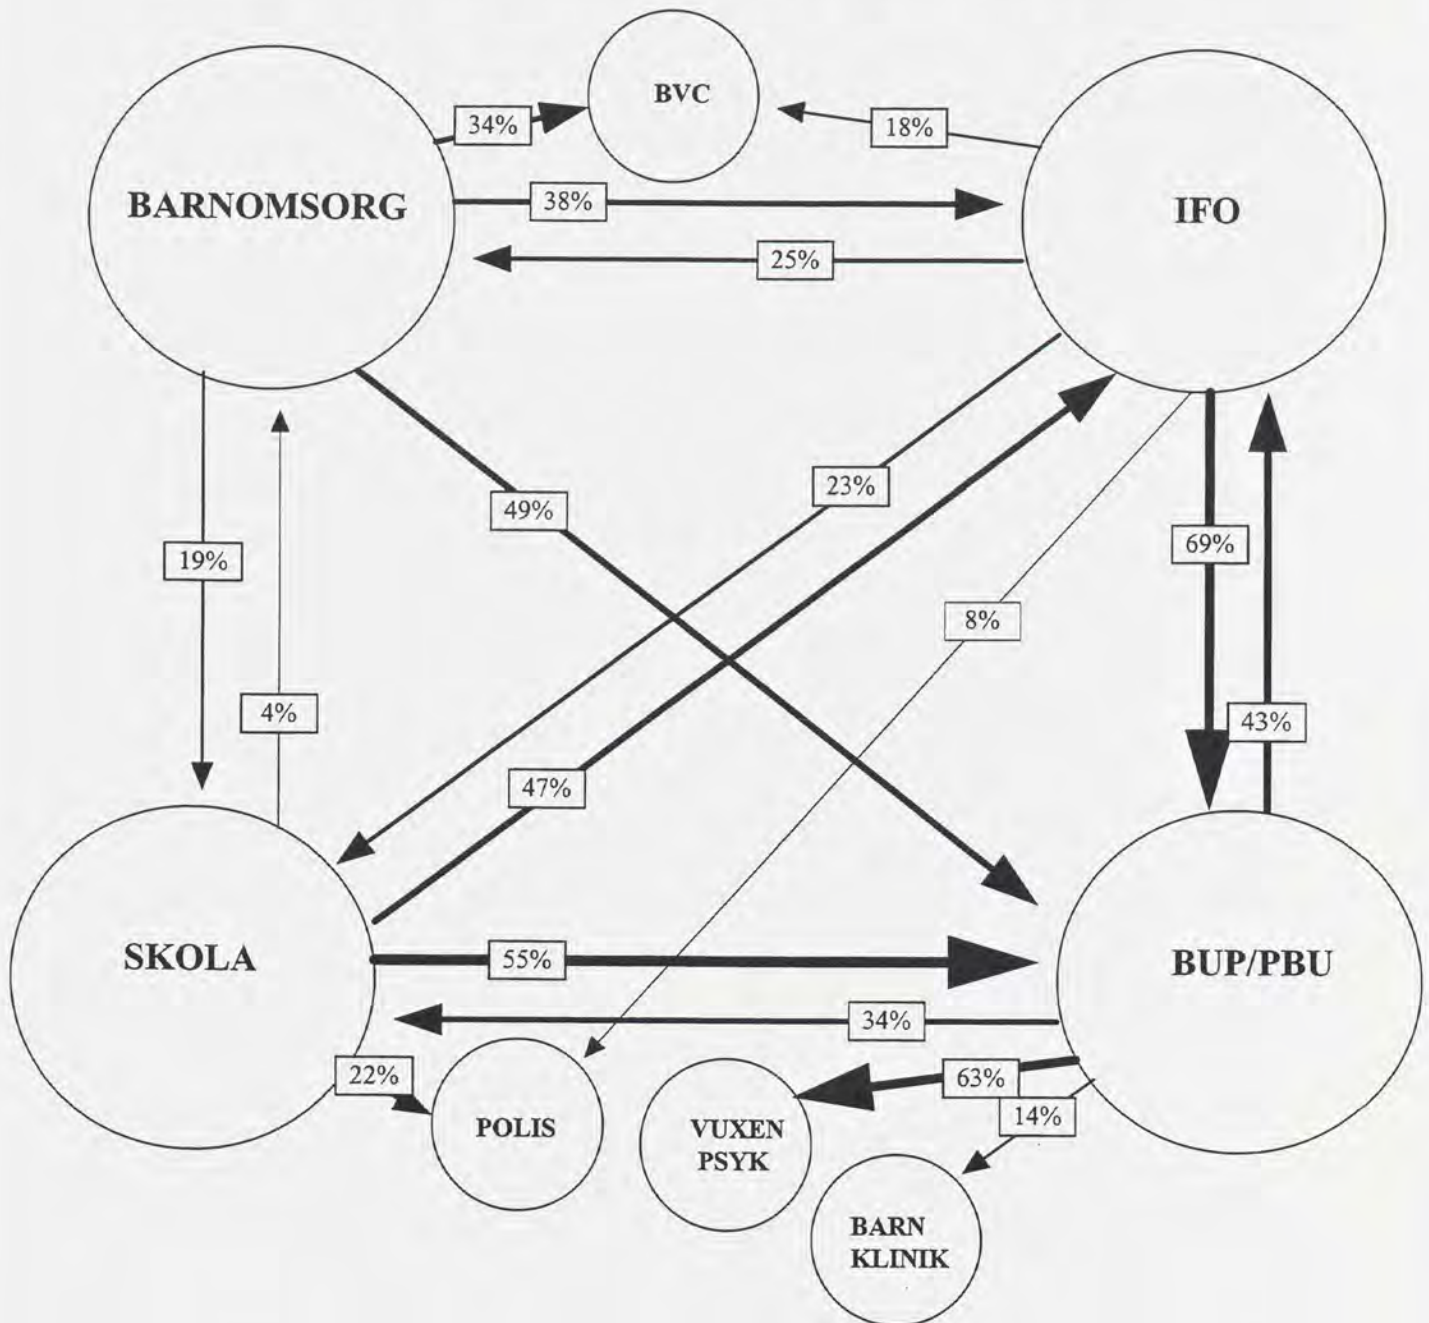 BVC
34%
18%
BARNOMSORG
38%
IFO
25%
23%
49%
19%
69%
8%
4%
43%
47%
SKOLA
55%
BUP/PBU
34%
22%
63%
14%
POLIS
VUXEN
PSYK
BARN
KLINIK